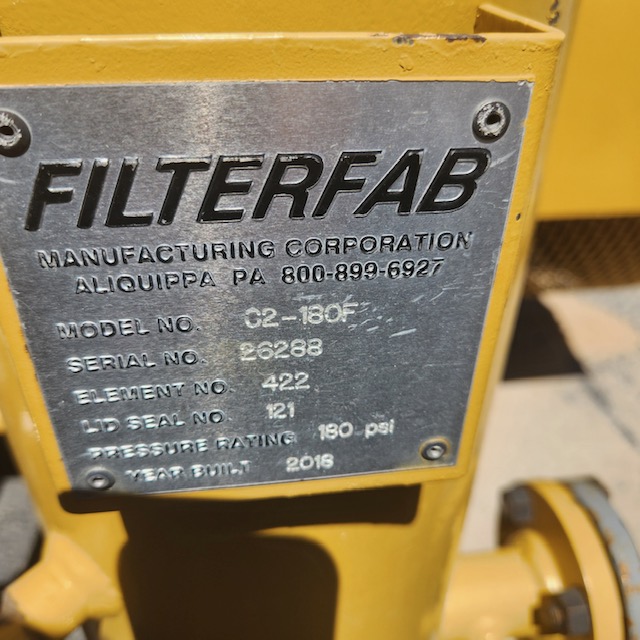 FILTERFAB
MANUFACTURING CORPORATION
ALIQUIPPA PA 800-899-6927
MODEL NO. C2-180F
SERIAL NO. 26288
ELEMENT NO. 422
LID SEAL NO. 121
PRESSURE RATING 180 psi
YEAR BUILT 2018